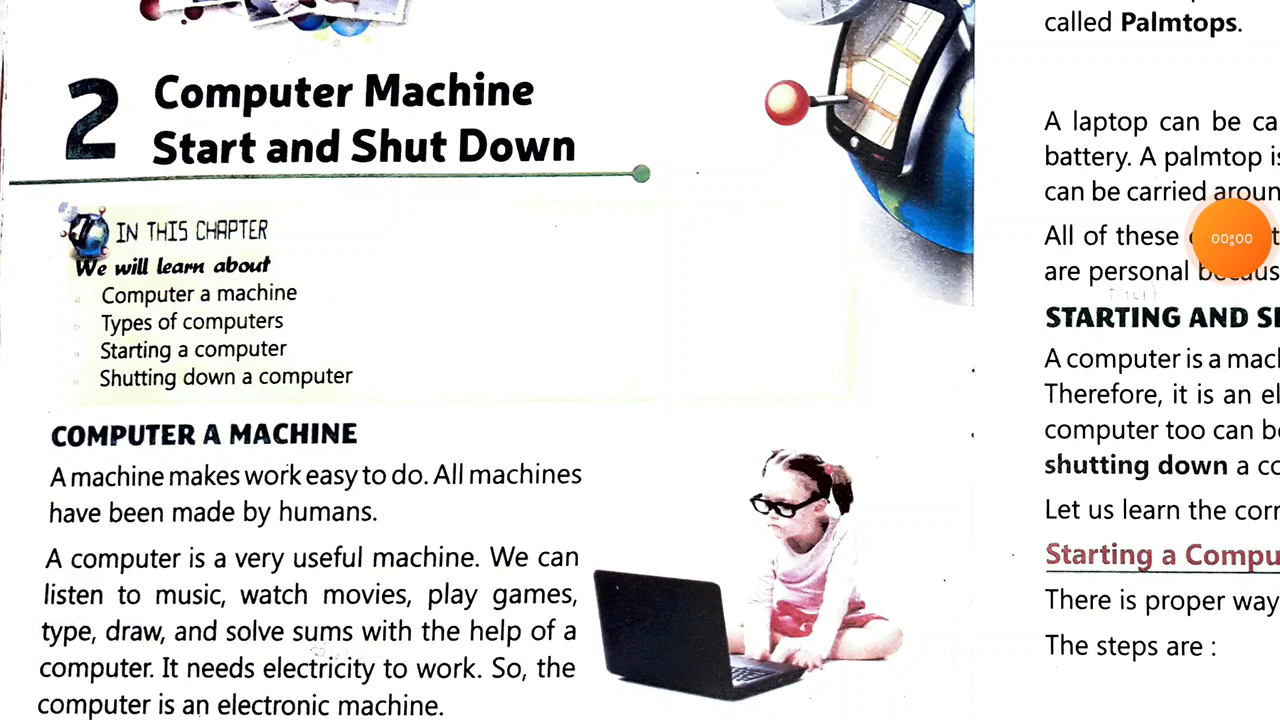 2
Computer Machine
Start and Shut Down
IN THIS CHAPTER
We will learn about
Computer a machine
Types of computers
Starting a computer
Shutting down a computer
COMPUTER A MACHINE
A machine makes work easy to do. All machines
have been made by humans.
A computer is a very useful machine. We can
listen to music, watch movies, play games,
type, draw, and solve sums with the help of a
computer. It needs electricity to work. So, the
computer is an electronic machine.
called Palmtops.
A laptop can be
battery. A palmtop
can be carried
All of these
are personal
STARTING AND
A computer is a
Therefore, it is an
computer too can
shutting down a
Let us learn the
Starting a
There is proper way
The steps are :
00:00